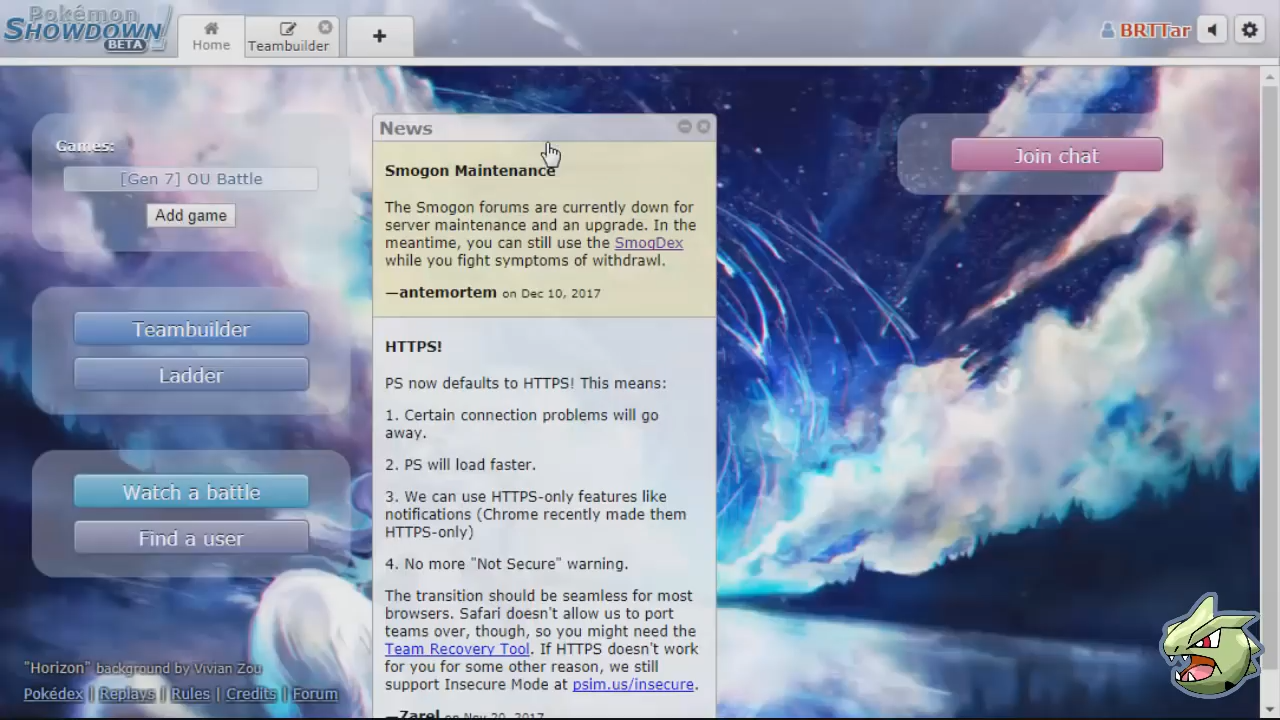 Pokémon
SHOWDOWN!
BETA
Home
Teambuilder
+
BRTTar
Games:
[Gen 7] OU Battle
Add game
Teambuilder
Ladder
Watch a battle
Find a user
"Horizon" background by Vivian Zou
Pokédex | Replays | Rules | Credits | Forum
News
Smogon Maintenance
The Smogon forums are currently down for
server maintenance and an upgrade. In the
meantime, you can still use the SmogDex
while you fight symptoms of withdrawl.
—antemortem on Dec 10, 2017
HTTPS!
PS now defaults to HTTPS! This means:
1. Certain connection problems will go
away.
2. PS will load faster.
3. We can use HTTPS-only features like
notifications (Chrome recently made them
HTTPS-only)
4. No more "Not Secure" warning.
The transition should be seamless for most
browsers. Safari doesn't allow us to port
teams over, though, so you might need the
Team Recovery Tool. If HTTPS doesn't work
for you for some other reason, we still
support Insecure Mode at psim.us/insecure.
—Zarel on Nov 20, 2017
Join chat